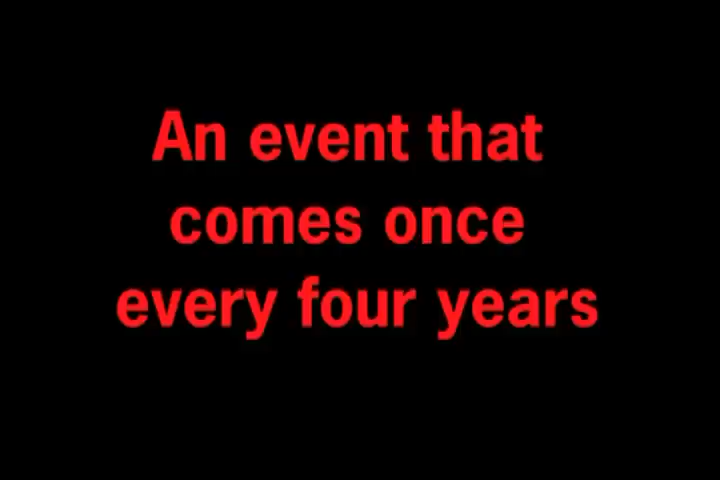 An event that
comes once
every four years